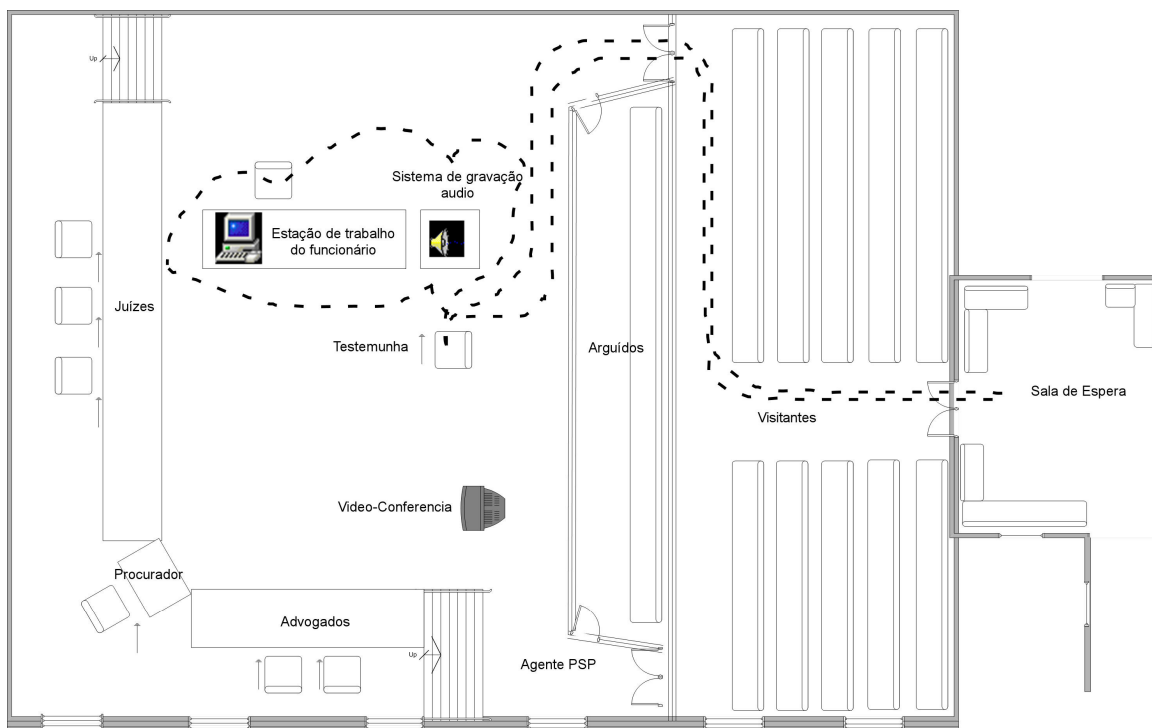 Up
Sistema de gravação
audio
Estação de trabalho
do funcionário
Juízes
Testemunha
Arguídos
Sala de Espera
Visitantes
Video-Conferencia
Procurador
Advogados
Up
Agente PSP